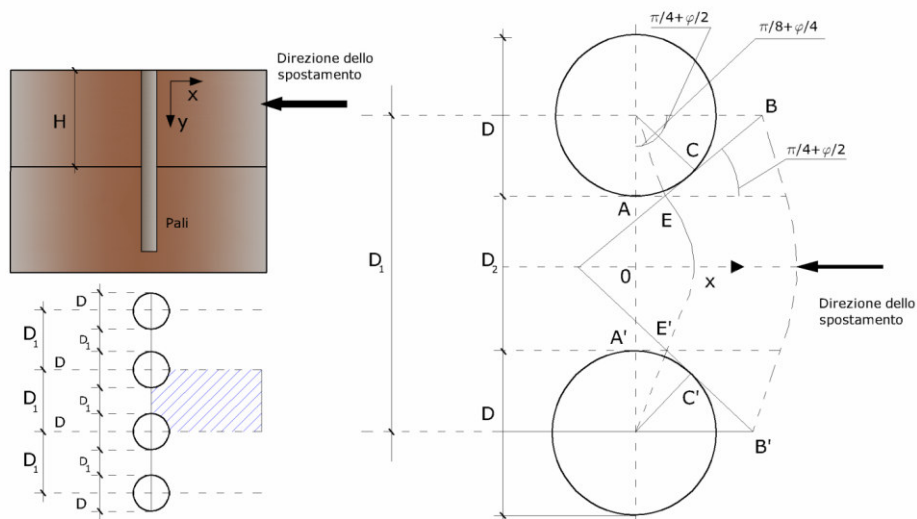 Direzione dello
spostamento
H
x
y
Pali
D
D1
D1
D
D1
D1
D
D1
D1
D
π/4+φ/2
π/8+φ/4
D
B
C
π/4+φ/2
A
E
D1
D2
0
x
Direzione dello
spostamento
A'
E'
D
C'
B'